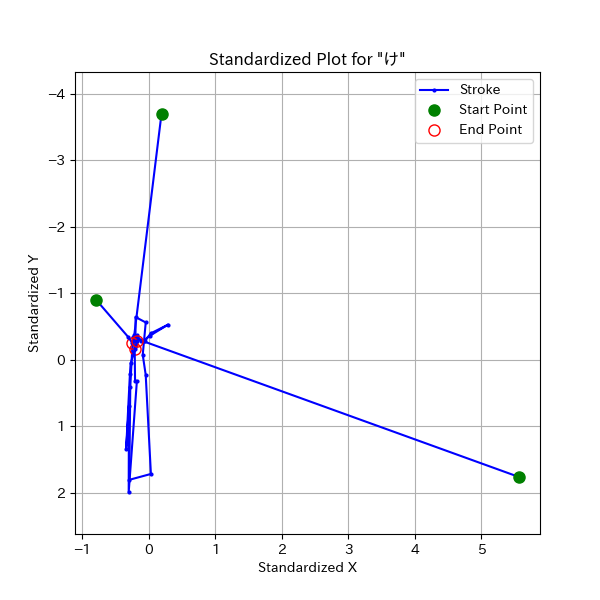 Standardized Plot for "け"
Stroke
Start Point
End Point
−4
−3
−2
−1
0
1
2
Standardized Y
−1 0 1 2 3 4 5
Standardized X